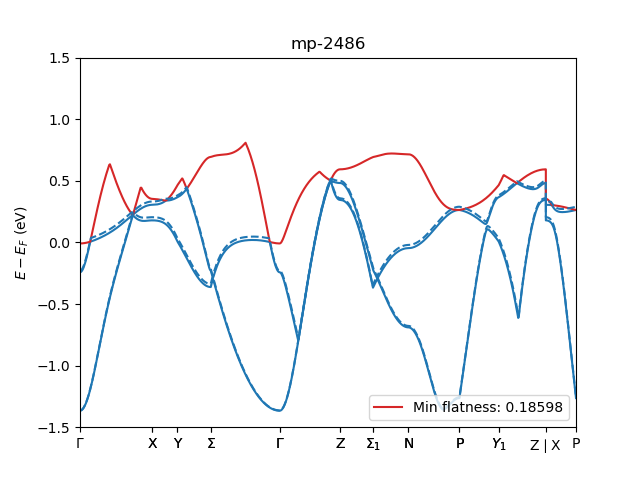 mp-2486
E − E_F (eV)
1.5
1.0
0.5
0.0
−0.5
−1.0
−1.5
Min flatness: 0.18598
Γ X Y Σ Γ Z Σ₁ N P Y₁ Z | X P